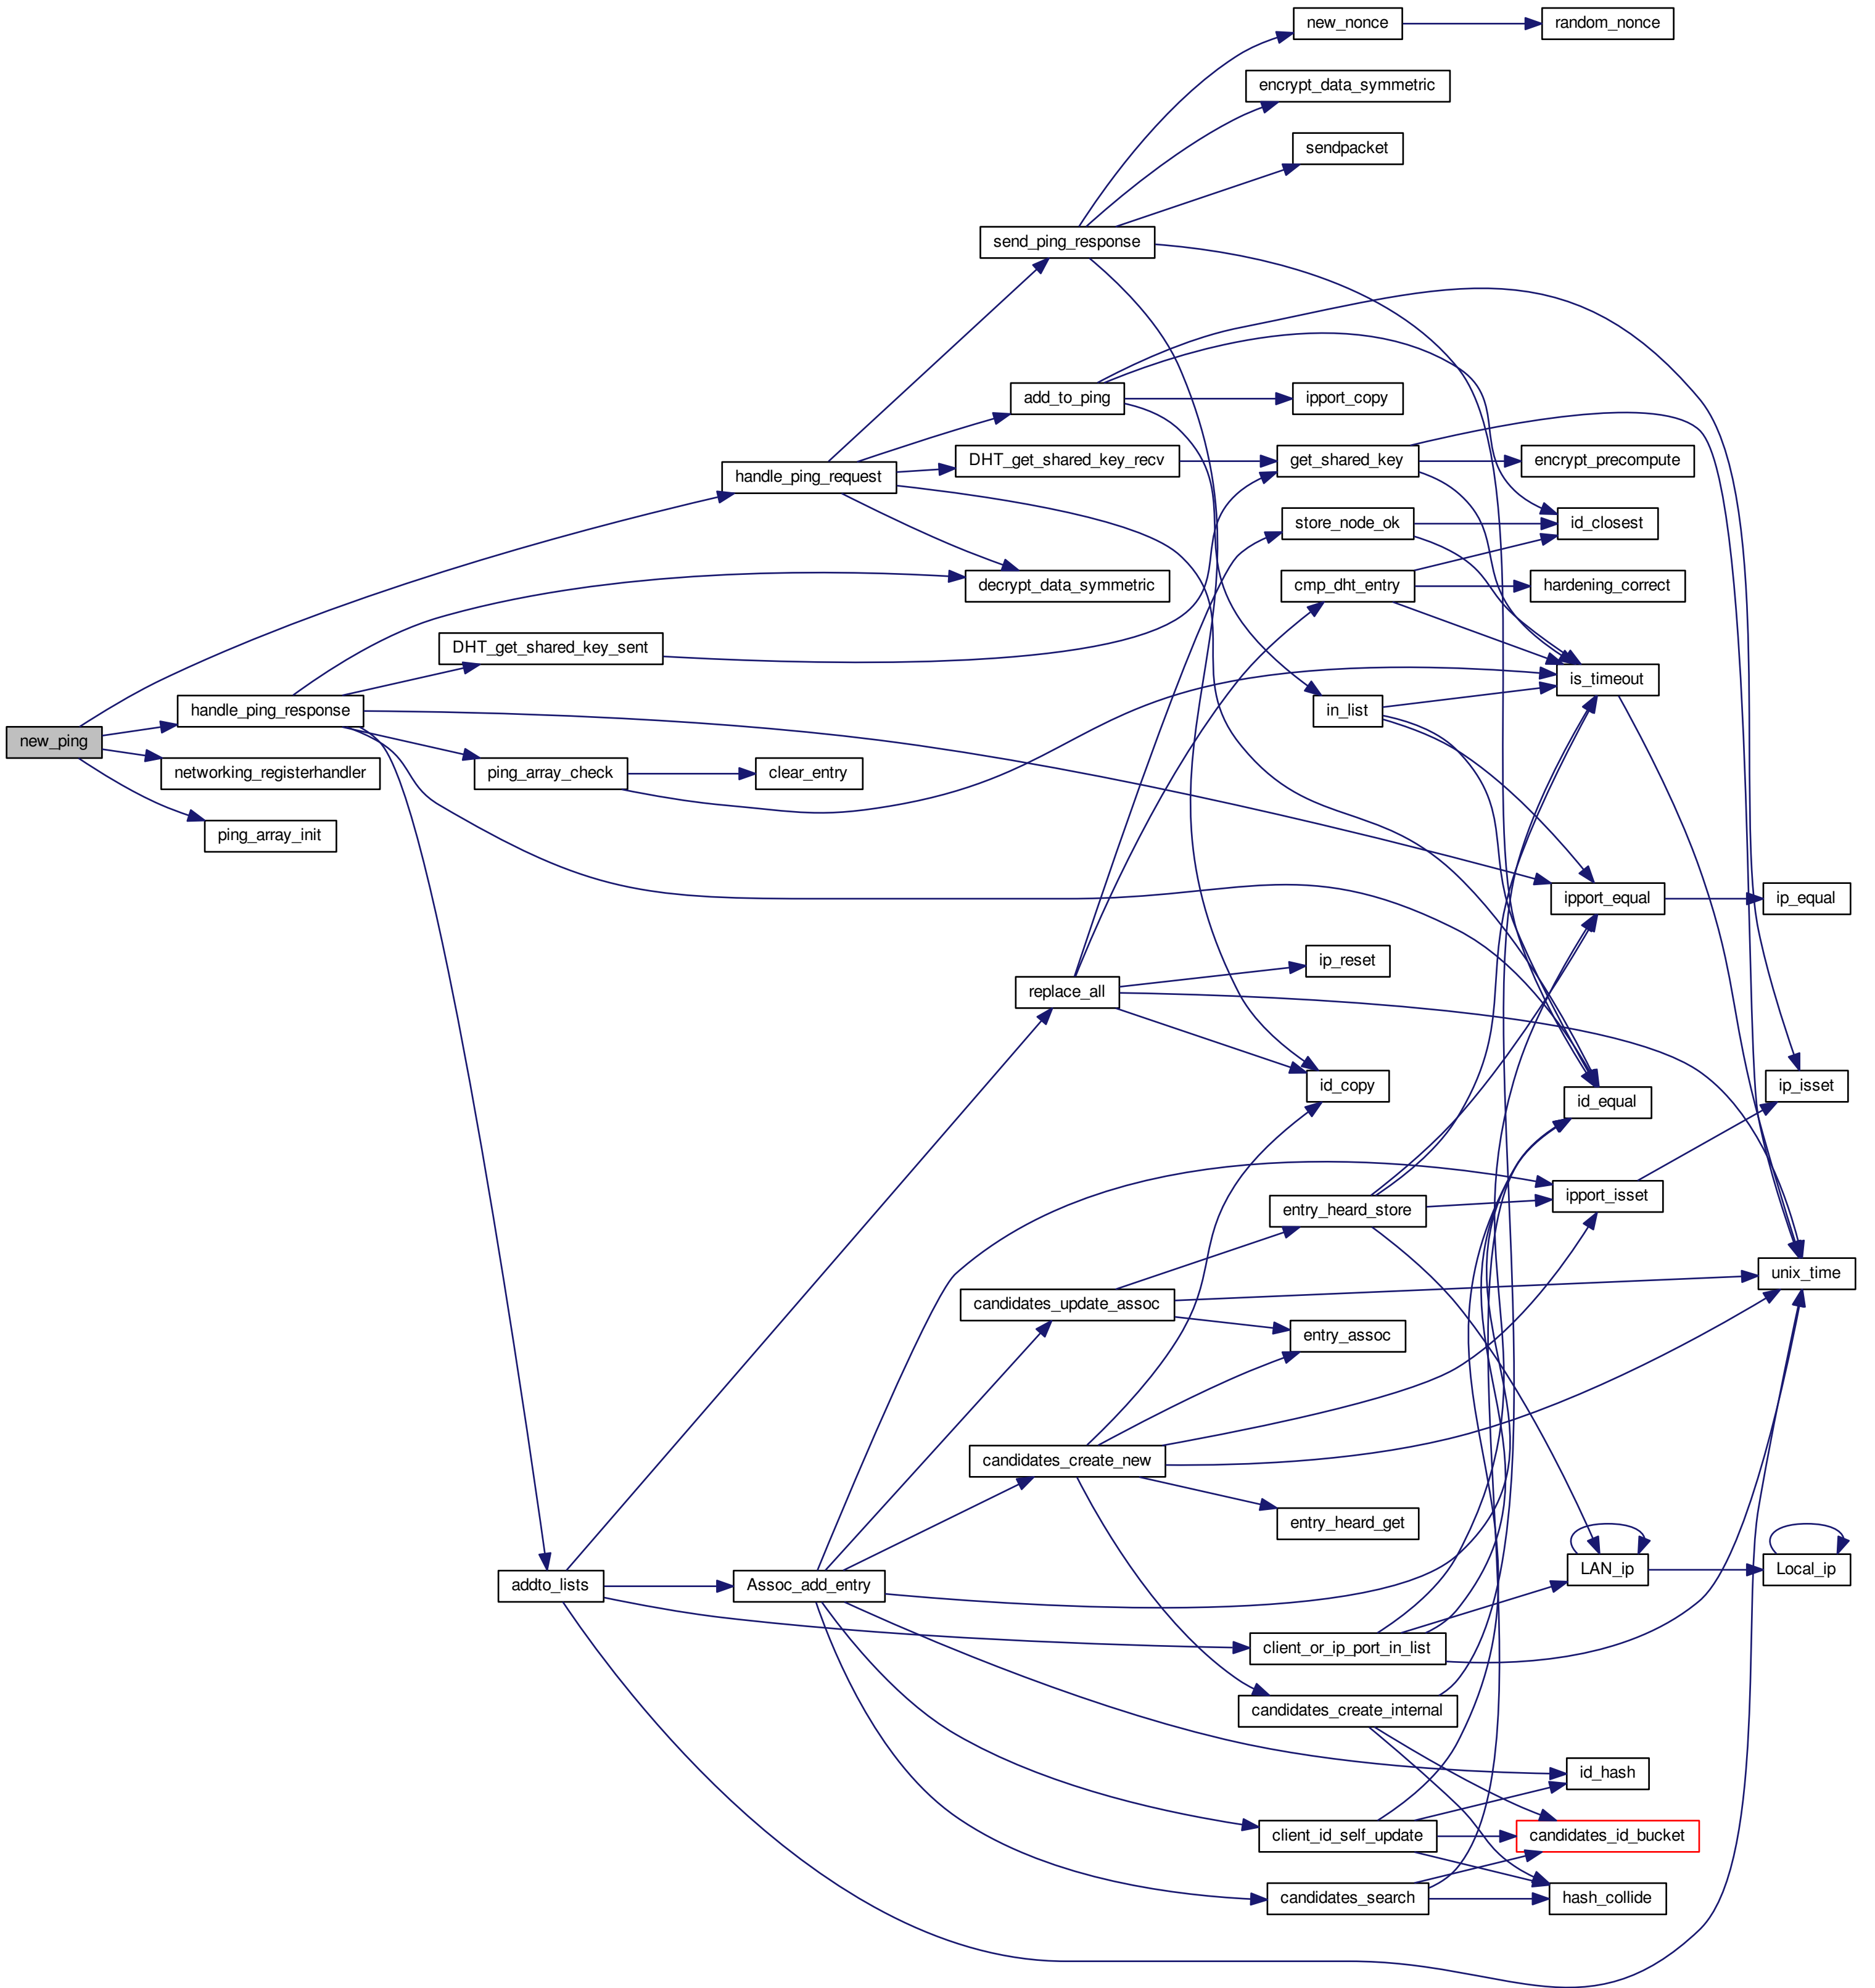 new_nonce
random_nonce
encrypt_data_symmetric
sendpacket
send_ping_response
add_to_ping
ipport_copy
handle_ping_request
DHT_get_shared_key_recv
get_shared_key
encrypt_precompute
store_node_ok
id_closest
decrypt_data_symmetric
cmp_dht_entry
hardening_correct
DHT_get_shared_key_sent
is_timeout
handle_ping_response
in_list
new_ping
networking_registerhandler
ping_array_check
clear_entry
ping_array_init
ipport_equal
ip_equal
replace_all
ip_reset
id_copy
ip_isset
id_equal
ipport_isset
entry_heard_store
unix_time
candidates_update_assoc
entry_assoc
candidates_create_new
entry_heard_get
LAN_ip
Local_ip
addto_lists
Assoc_add_entry
client_or_ip_port_in_list
candidates_create_internal
id_hash
client_id_self_update
candidates_id_bucket
candidates_search
hash_collide